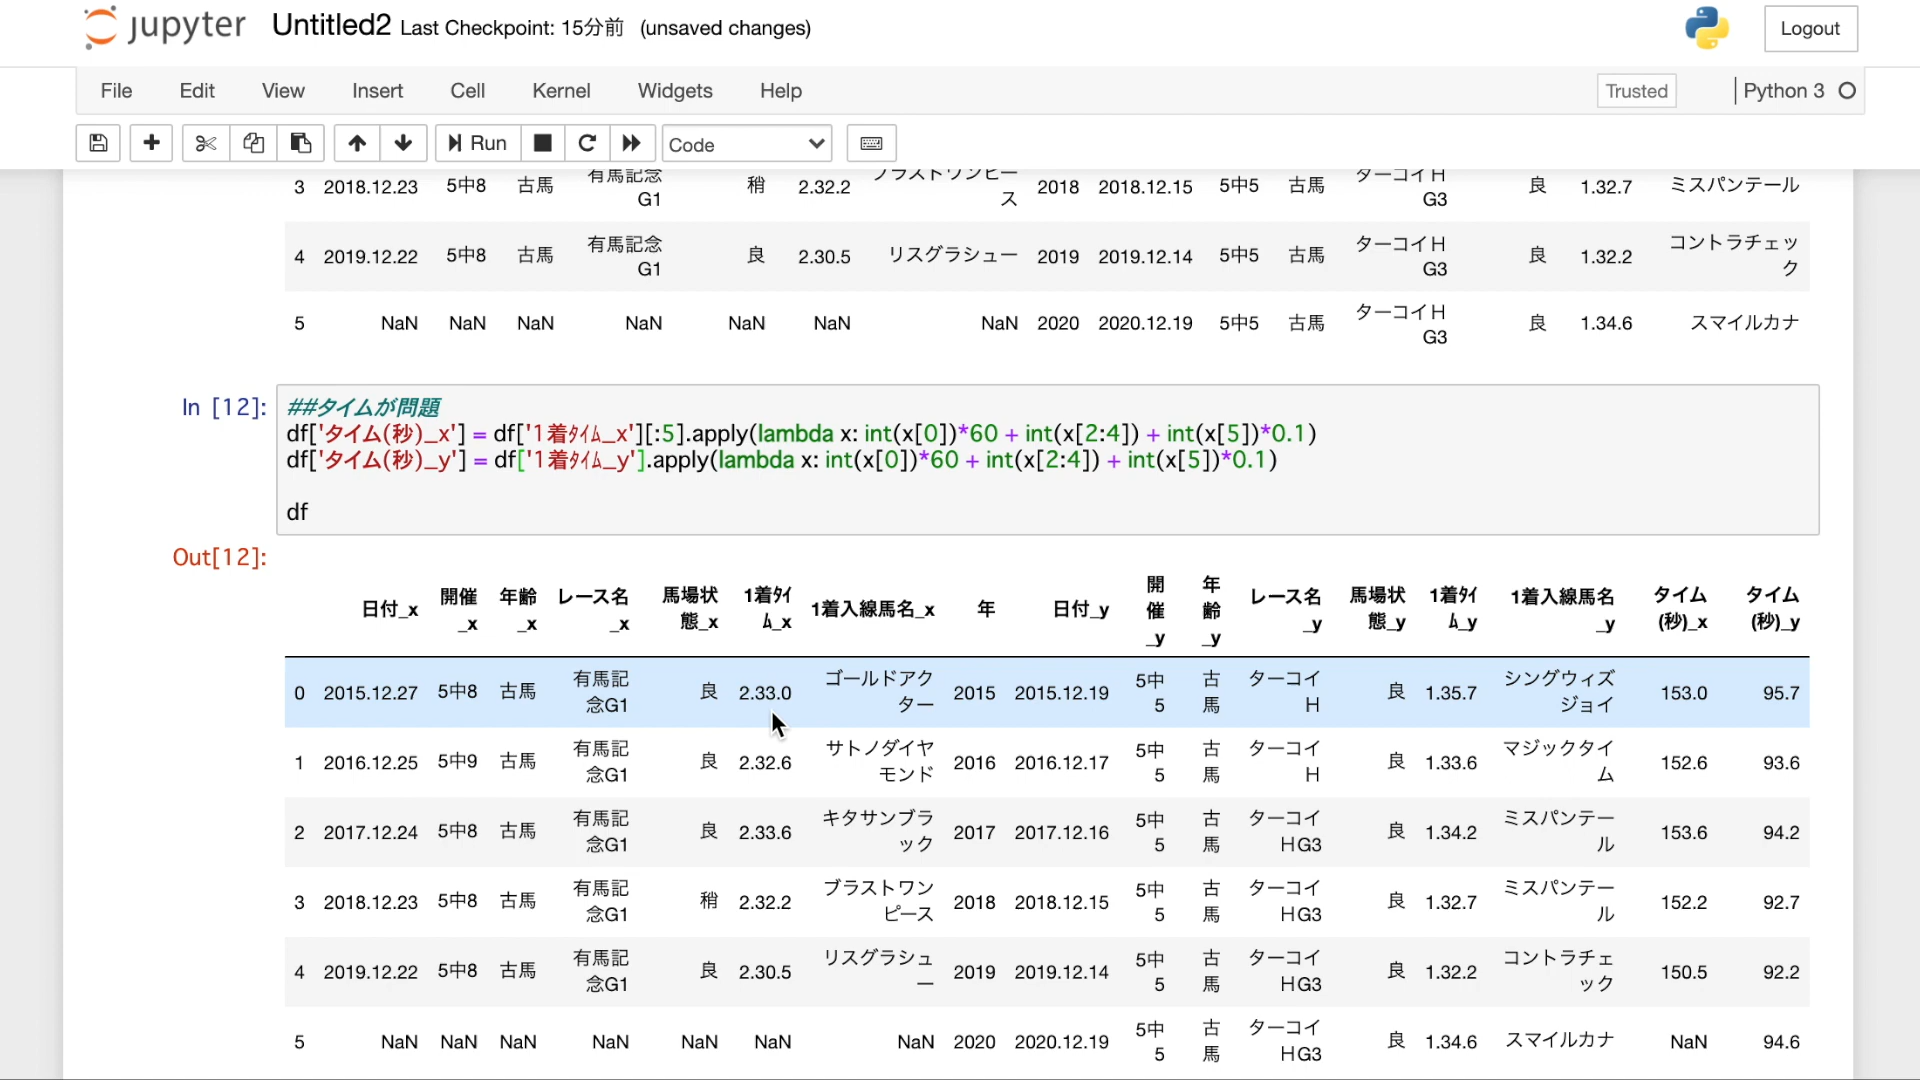 jupyter Untitled2 Last Checkpoint: 15分前 (unsaved changes) Logout
File Edit View Insert Cell Kernel Widgets Help Trusted Python 3
Run Code
3 2018.12.23 5中8 古馬 有馬記念G1 稍 2.32.2 ブラストワンピース 2018 2018.12.15 5中5 古馬 ターコイHG3 良 1.32.7 ミスパンテール
4 2019.12.22 5中8 古馬 有馬記念G1 良 2.30.5 リスグラシュー 2019 2019.12.14 5中5 古馬 ターコイHG3 良 1.32.2 コントラチェック
5 NaN NaN NaN NaN NaN NaN NaN 2020 2020.12.19 5中5 古馬 ターコイHG3 良 1.34.6 スマイルカナ
In [12]: ##タイムが問題
df['タイム(秒)_x'] = df['1着ﾀｲﾑ_x'][:5].apply(lambda x: int(x[0])*60 + int(x[2:4]) + int(x[5])*0.1)
df['タイム(秒)_y'] = df['1着ﾀｲﾑ_y'].apply(lambda x: int(x[0])*60 + int(x[2:4]) + int(x[5])*0.1)
df
Out[12]:
日付_x 開催_x 年齢_x レース名_x 馬場状態_x 1着ﾀｲﾑ_x 1着入線馬名_x 年 日付_y 開催_y 年齢_y レース名_y 馬場状態_y 1着ﾀｲﾑ_y 1着入線馬名_y タイム(秒)_x タイム(秒)_y
0 2015.12.27 5中8 古馬 有馬記念G1 良 2.33.0 ゴールドアクター 2015 2015.12.19 5中5 古馬 ターコイH 良 1.35.7 シングウィズジョイ 153.0 95.7
1 2016.12.25 5中9 古馬 有馬記念G1 良 2.32.6 サトノダイヤモンド 2016 2016.12.17 5中5 古馬 ターコイH 良 1.33.6 マジックタイム 152.6 93.6
2 2017.12.24 5中8 古馬 有馬記念G1 良 2.33.6 キタサンブラック 2017 2017.12.16 5中5 古馬 ターコイHG3 良 1.34.2 ミスパンテール 153.6 94.2
3 2018.12.23 5中8 古馬 有馬記念G1 稍 2.32.2 ブラストワンピース 2018 2018.12.15 5中5 古馬 ターコイHG3 良 1.32.7 ミスパンテール 152.2 92.7
4 2019.12.22 5中8 古馬 有馬記念G1 良 2.30.5 リスグラシュー 2019 2019.12.14 5中5 古馬 ターコイHG3 良 1.32.2 コントラチェック 150.5 92.2
5 NaN NaN NaN NaN NaN NaN NaN 2020 2020.12.19 5中5 古馬 ターコイHG3 良 1.34.6 スマイルカナ NaN 94.6